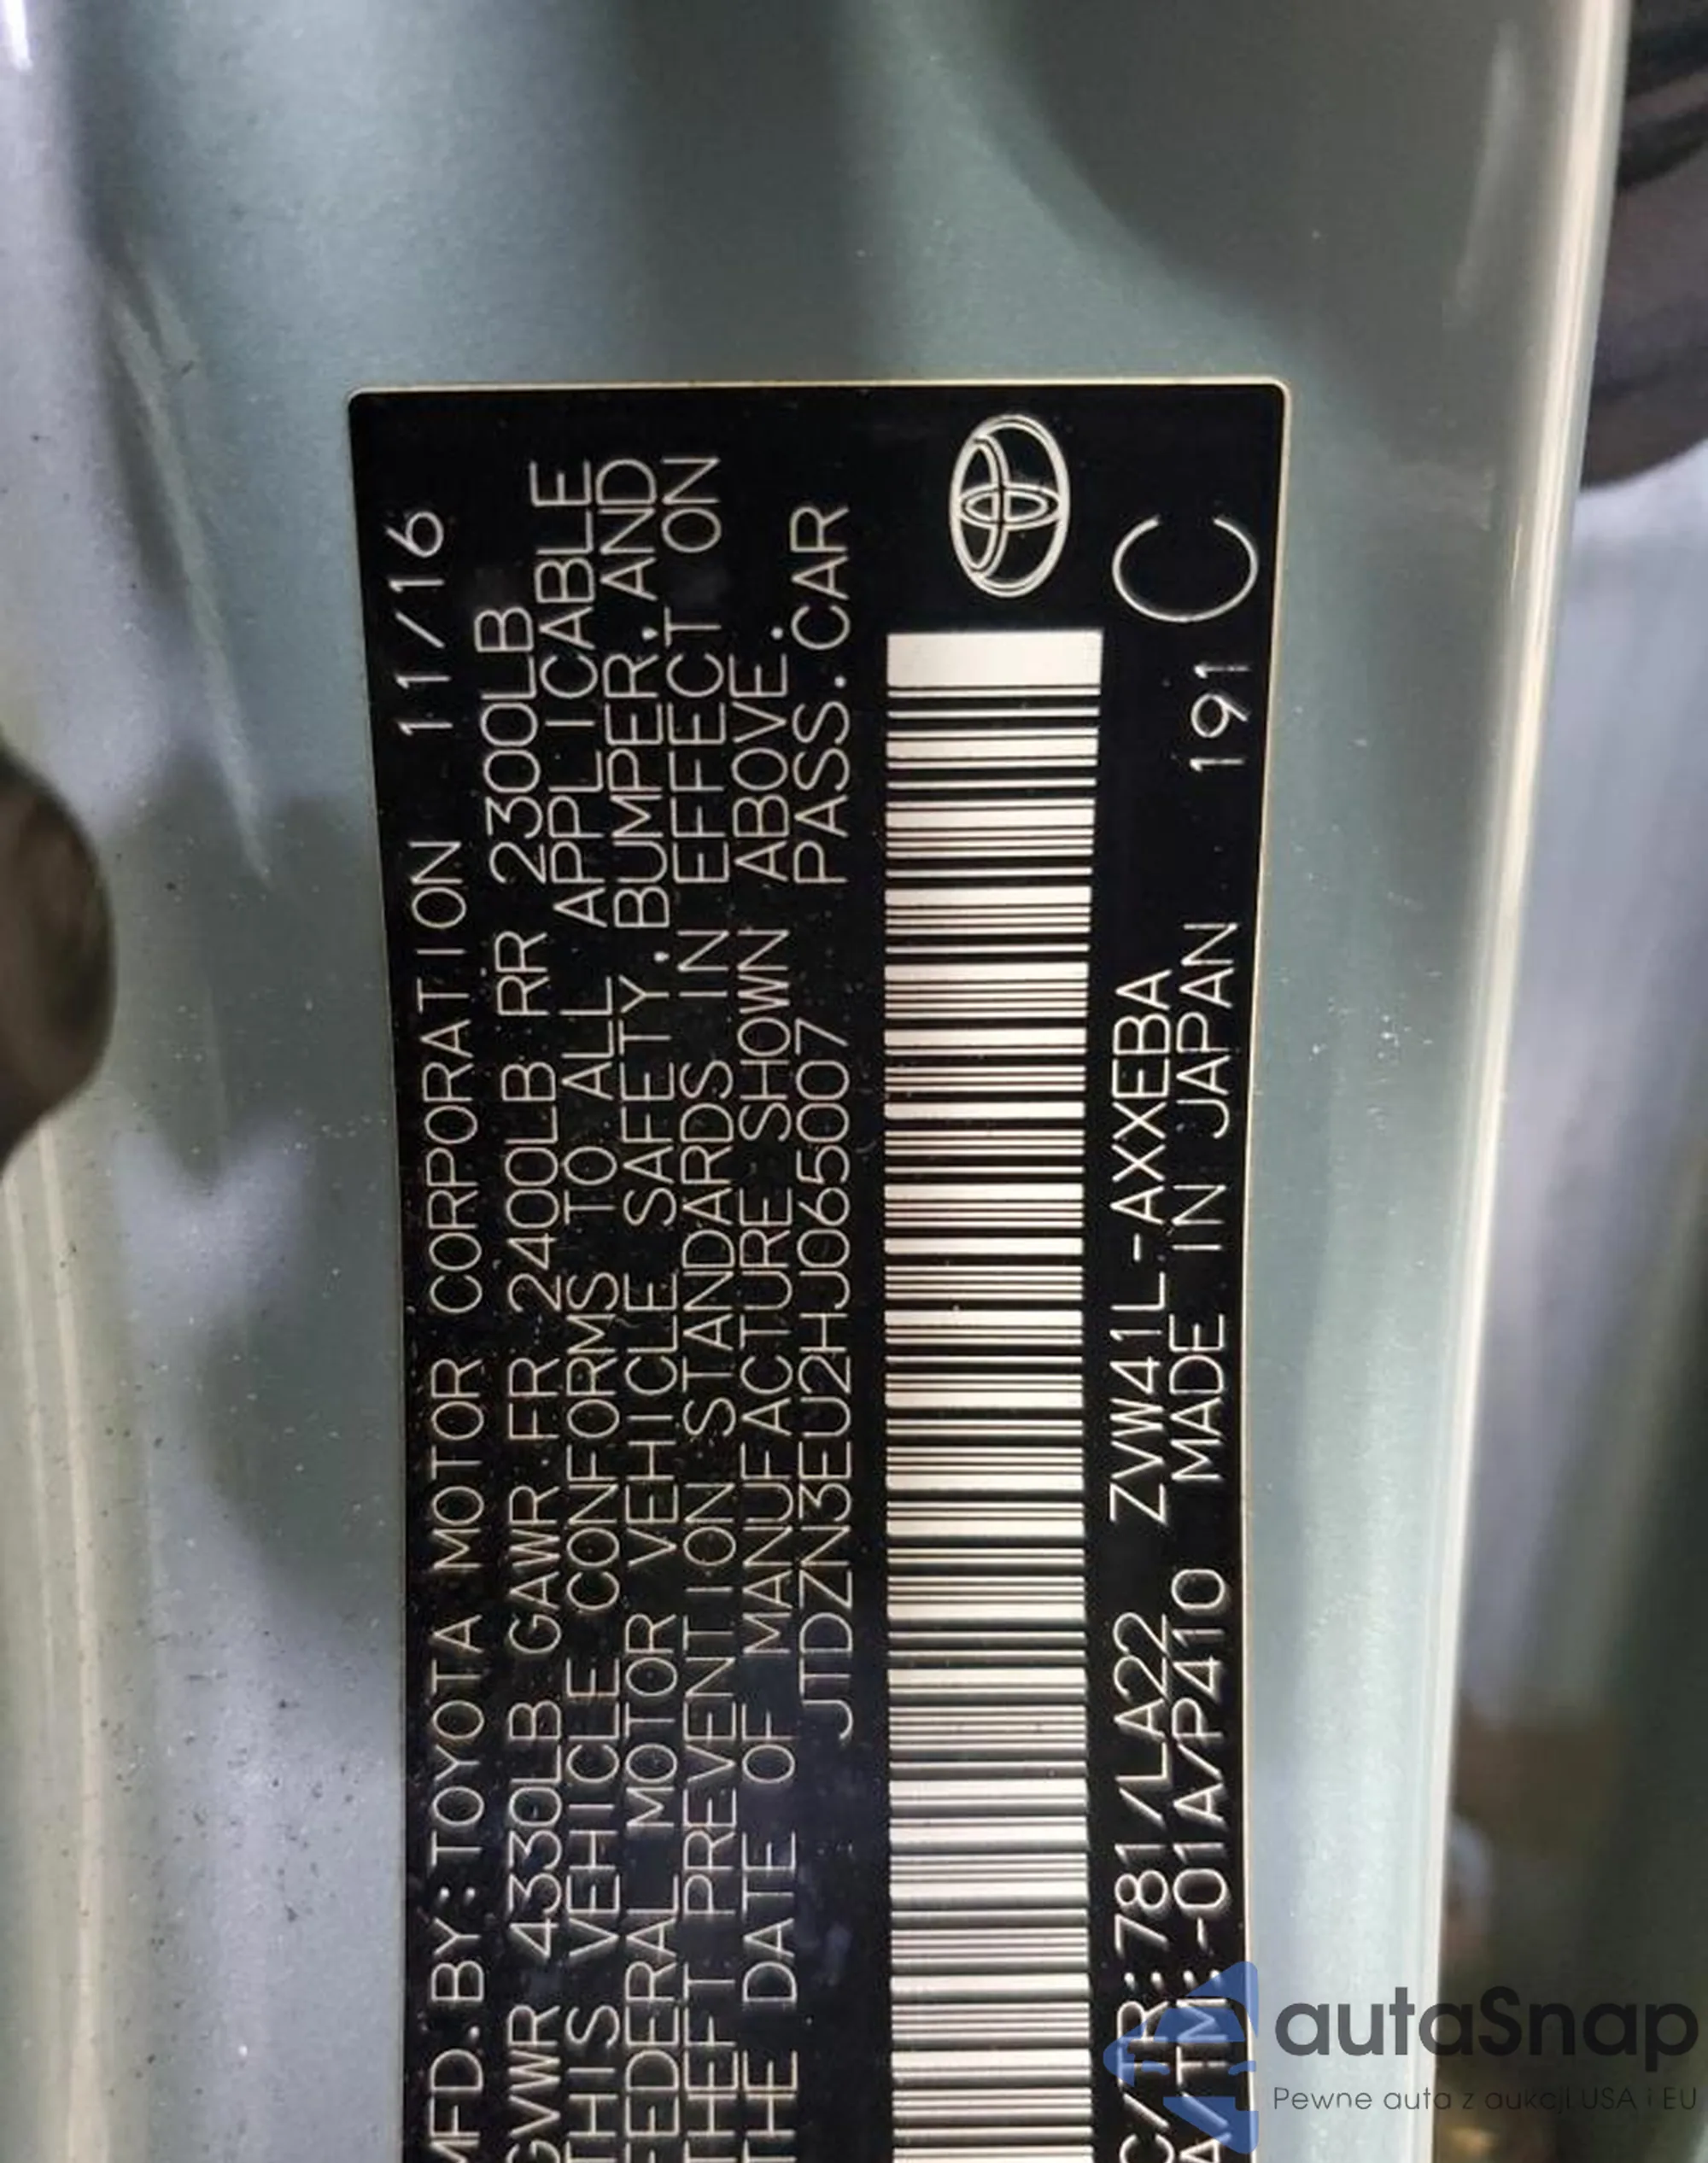 MFD.BY:TOYOTA MOTOR CORPORATION 11/16
GVWR 4330LB GAWR FR 2400LB RR 2300LB
THIS VEHICLE CONFORMS TO ALL APPLICABLE
FEDERAL MOTOR VEHICLE SAFETY, BUMPER, AND
THEFT PREVENTION STANDARDS IN EFFECT ON
THE DATE OF MANUFACTURE SHOWN ABOVE.
JTDZN3EU2HJ065007 PASS.CAR
C/TR:781/LA22 ZVW41L-AXXEBA C
A/TM:-01A/P410 MADE IN JAPAN 191
autaSnap
Pewne auta z aukcji USA i EU